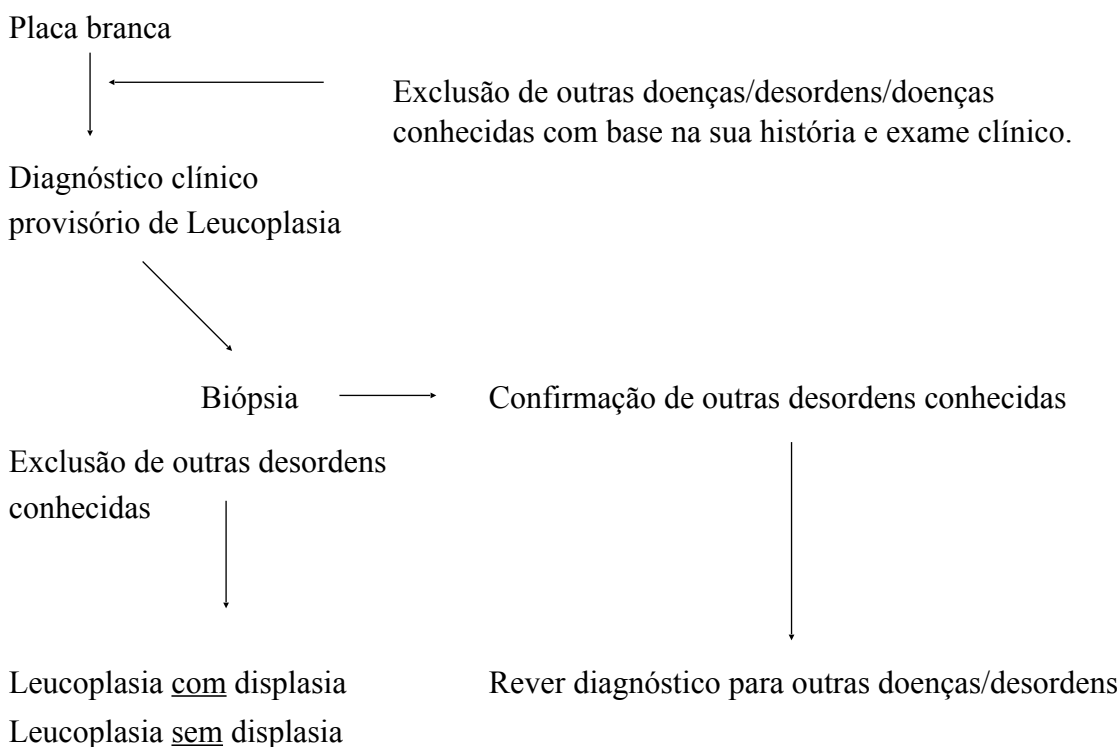 Placa branca
Exclusão de outras doenças/desordens/doenças
conhecidas com base na sua história e exame clínico.
Diagnóstico clínico
provisório de Leucoplasia
Biópsia
Confirmação de outras desordens conhecidas
Exclusão de outras desordens
conhecidas
Leucoplasia com displasia
Rever diagnóstico para outras doenças/desordens
Leucoplasia sem displasia